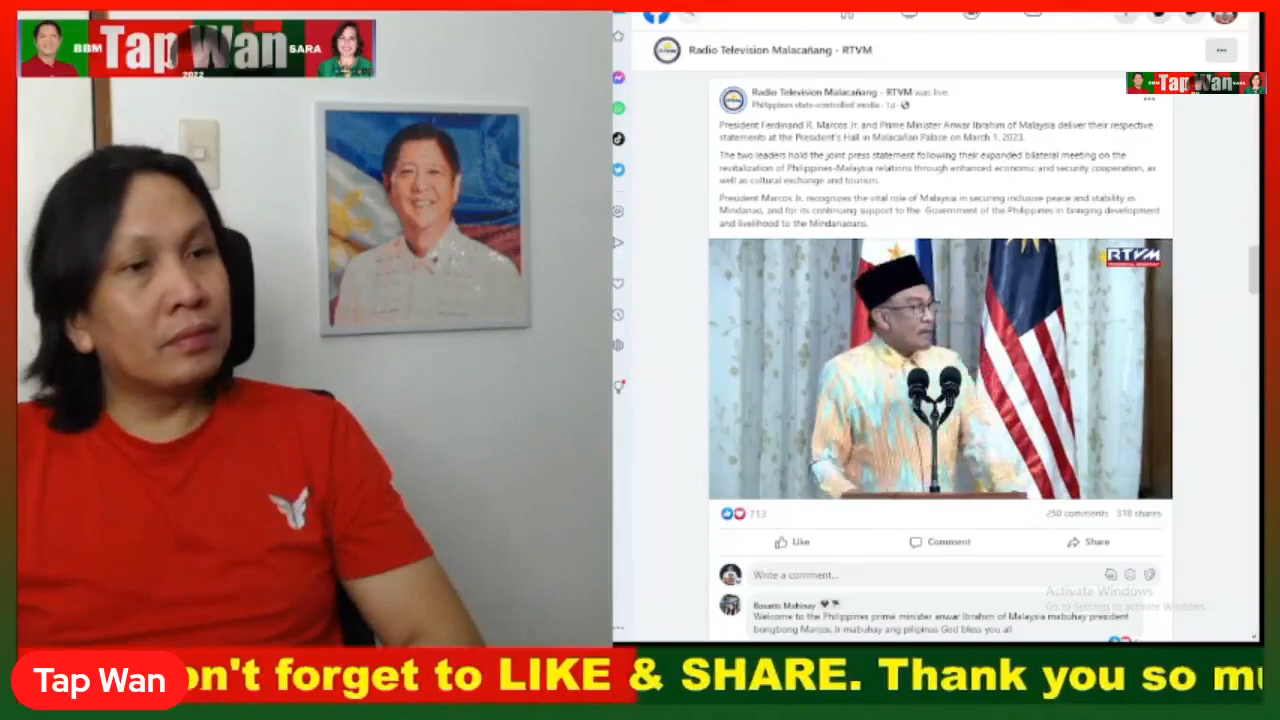 BBM Tap Wan SARA
2022
Radio Television Malacañang - RTVM
Tap Wan
Radio Television Malacañang - RTVM was live.
Philippines state-controlled media · 1d ·
President Ferdinand R. Marcos Jr. and Prime Minister Anwar Ibrahim of Malaysia deliver their respective
statements at the President's Hall in Malacañan Palace on March 1, 2023.
The two leaders hold the joint press statement following their expanded bilateral meeting on the
revitalization of Philippines-Malaysia relations through enhanced economic and security cooperation, as
well as cultural exchange and tourism.
President Marcos Jr. recognizes the vital role of Malaysia in securing inclusive peace and stability in
Mindanao, and for its continuing support to the Government of the Philippines in bringing development
and livelihood to the Mindanaoans.
RTVM
713
250 comments 318 shares
Like Comment Share
Write a comment...
Activate Windows
Go to Settings to activate Windows.
Rosario Mahinay
Welcome to the Philippines prime minister anwar Ibrahim of Malaysia mabuhay president
bongbong Marcos Jr mabuhay ang pilipinus God bless you all
Tap Wan
on't forget to LIKE & SHARE. Thank you so mu